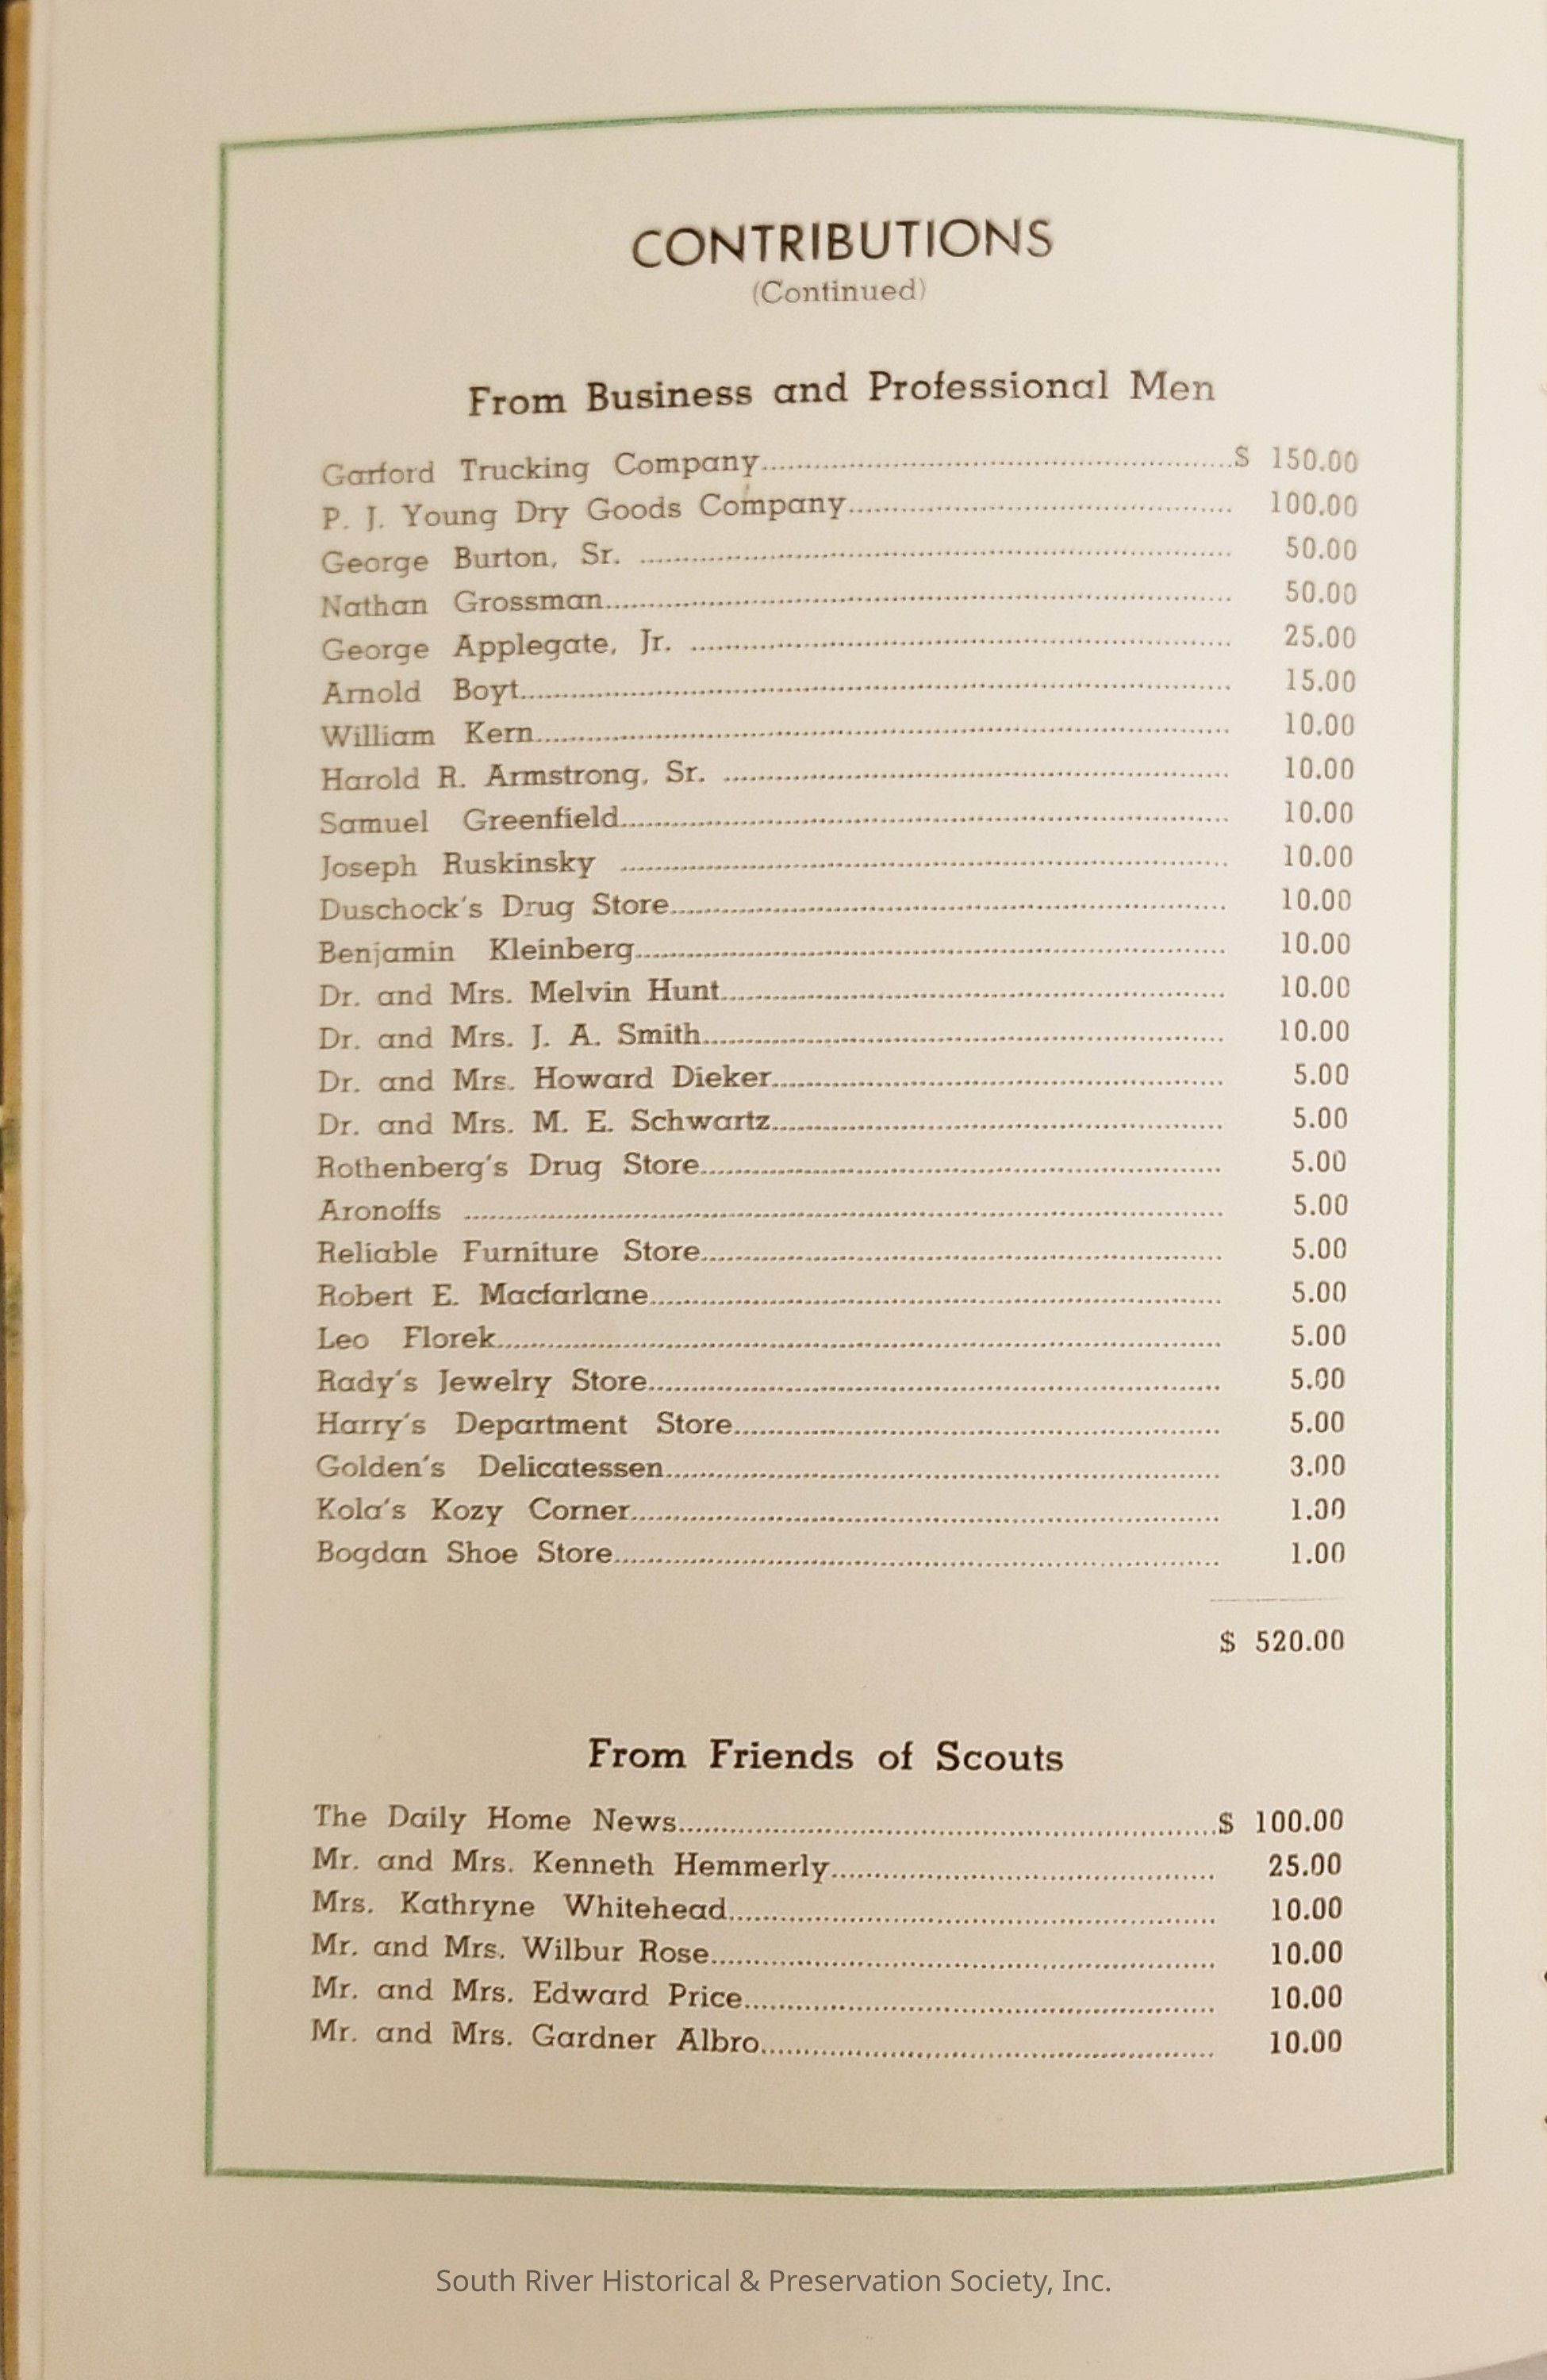 CONTRIBUTIONS
(Continued)
From Business and Professional Men
Garford Trucking Company..............................$ 150.00
P. J. Young Dry Goods Company.............................. 100.00
George Burton, Sr. .............................. 50.00
Nathan Grossman.............................. 50.00
George Applegate, Jr. .............................. 25.00
Arnold Boyt.............................. 15.00
William Kern.............................. 10.00
Harold R. Armstrong, Sr. .............................. 10.00
Samuel Greenfield.............................. 10.00
Joseph Ruskinsky .............................. 10.00
Duschock's Drug Store.............................. 10.00
Benjamin Kleinberg.............................. 10.00
Dr. and Mrs. Melvin Hunt.............................. 10.00
Dr. and Mrs. J. A. Smith.............................. 10.00
Dr. and Mrs. Howard Dieker.............................. 5.00
Dr. and Mrs. M. E. Schwartz.............................. 5.00
Rothenberg's Drug Store.............................. 5.00
Aronoffs .............................. 5.00
Reliable Furniture Store.............................. 5.00
Robert E. Macfarlane.............................. 5.00
Leo Florek.............................. 5.00
Rady's Jewelry Store.............................. 5.00
Harry's Department Store.............................. 5.00
Golden's Delicatessen.............................. 3.00
Kola's Kozy Corner.............................. 1.00
Bogdan Shoe Store.............................. 1.00
$ 520.00
From Friends of Scouts
The Daily Home News..............................$ 100.00
Mr. and Mrs. Kenneth Hemmerly.............................. 25.00
Mrs. Kathryne Whitehead.............................. 10.00
Mr. and Mrs. Wilbur Rose.............................. 10.00
Mr. and Mrs. Edward Price.............................. 10.00
Mr. and Mrs. Gardner Albro.............................. 10.00
South River Historical & Preservation Society, Inc.